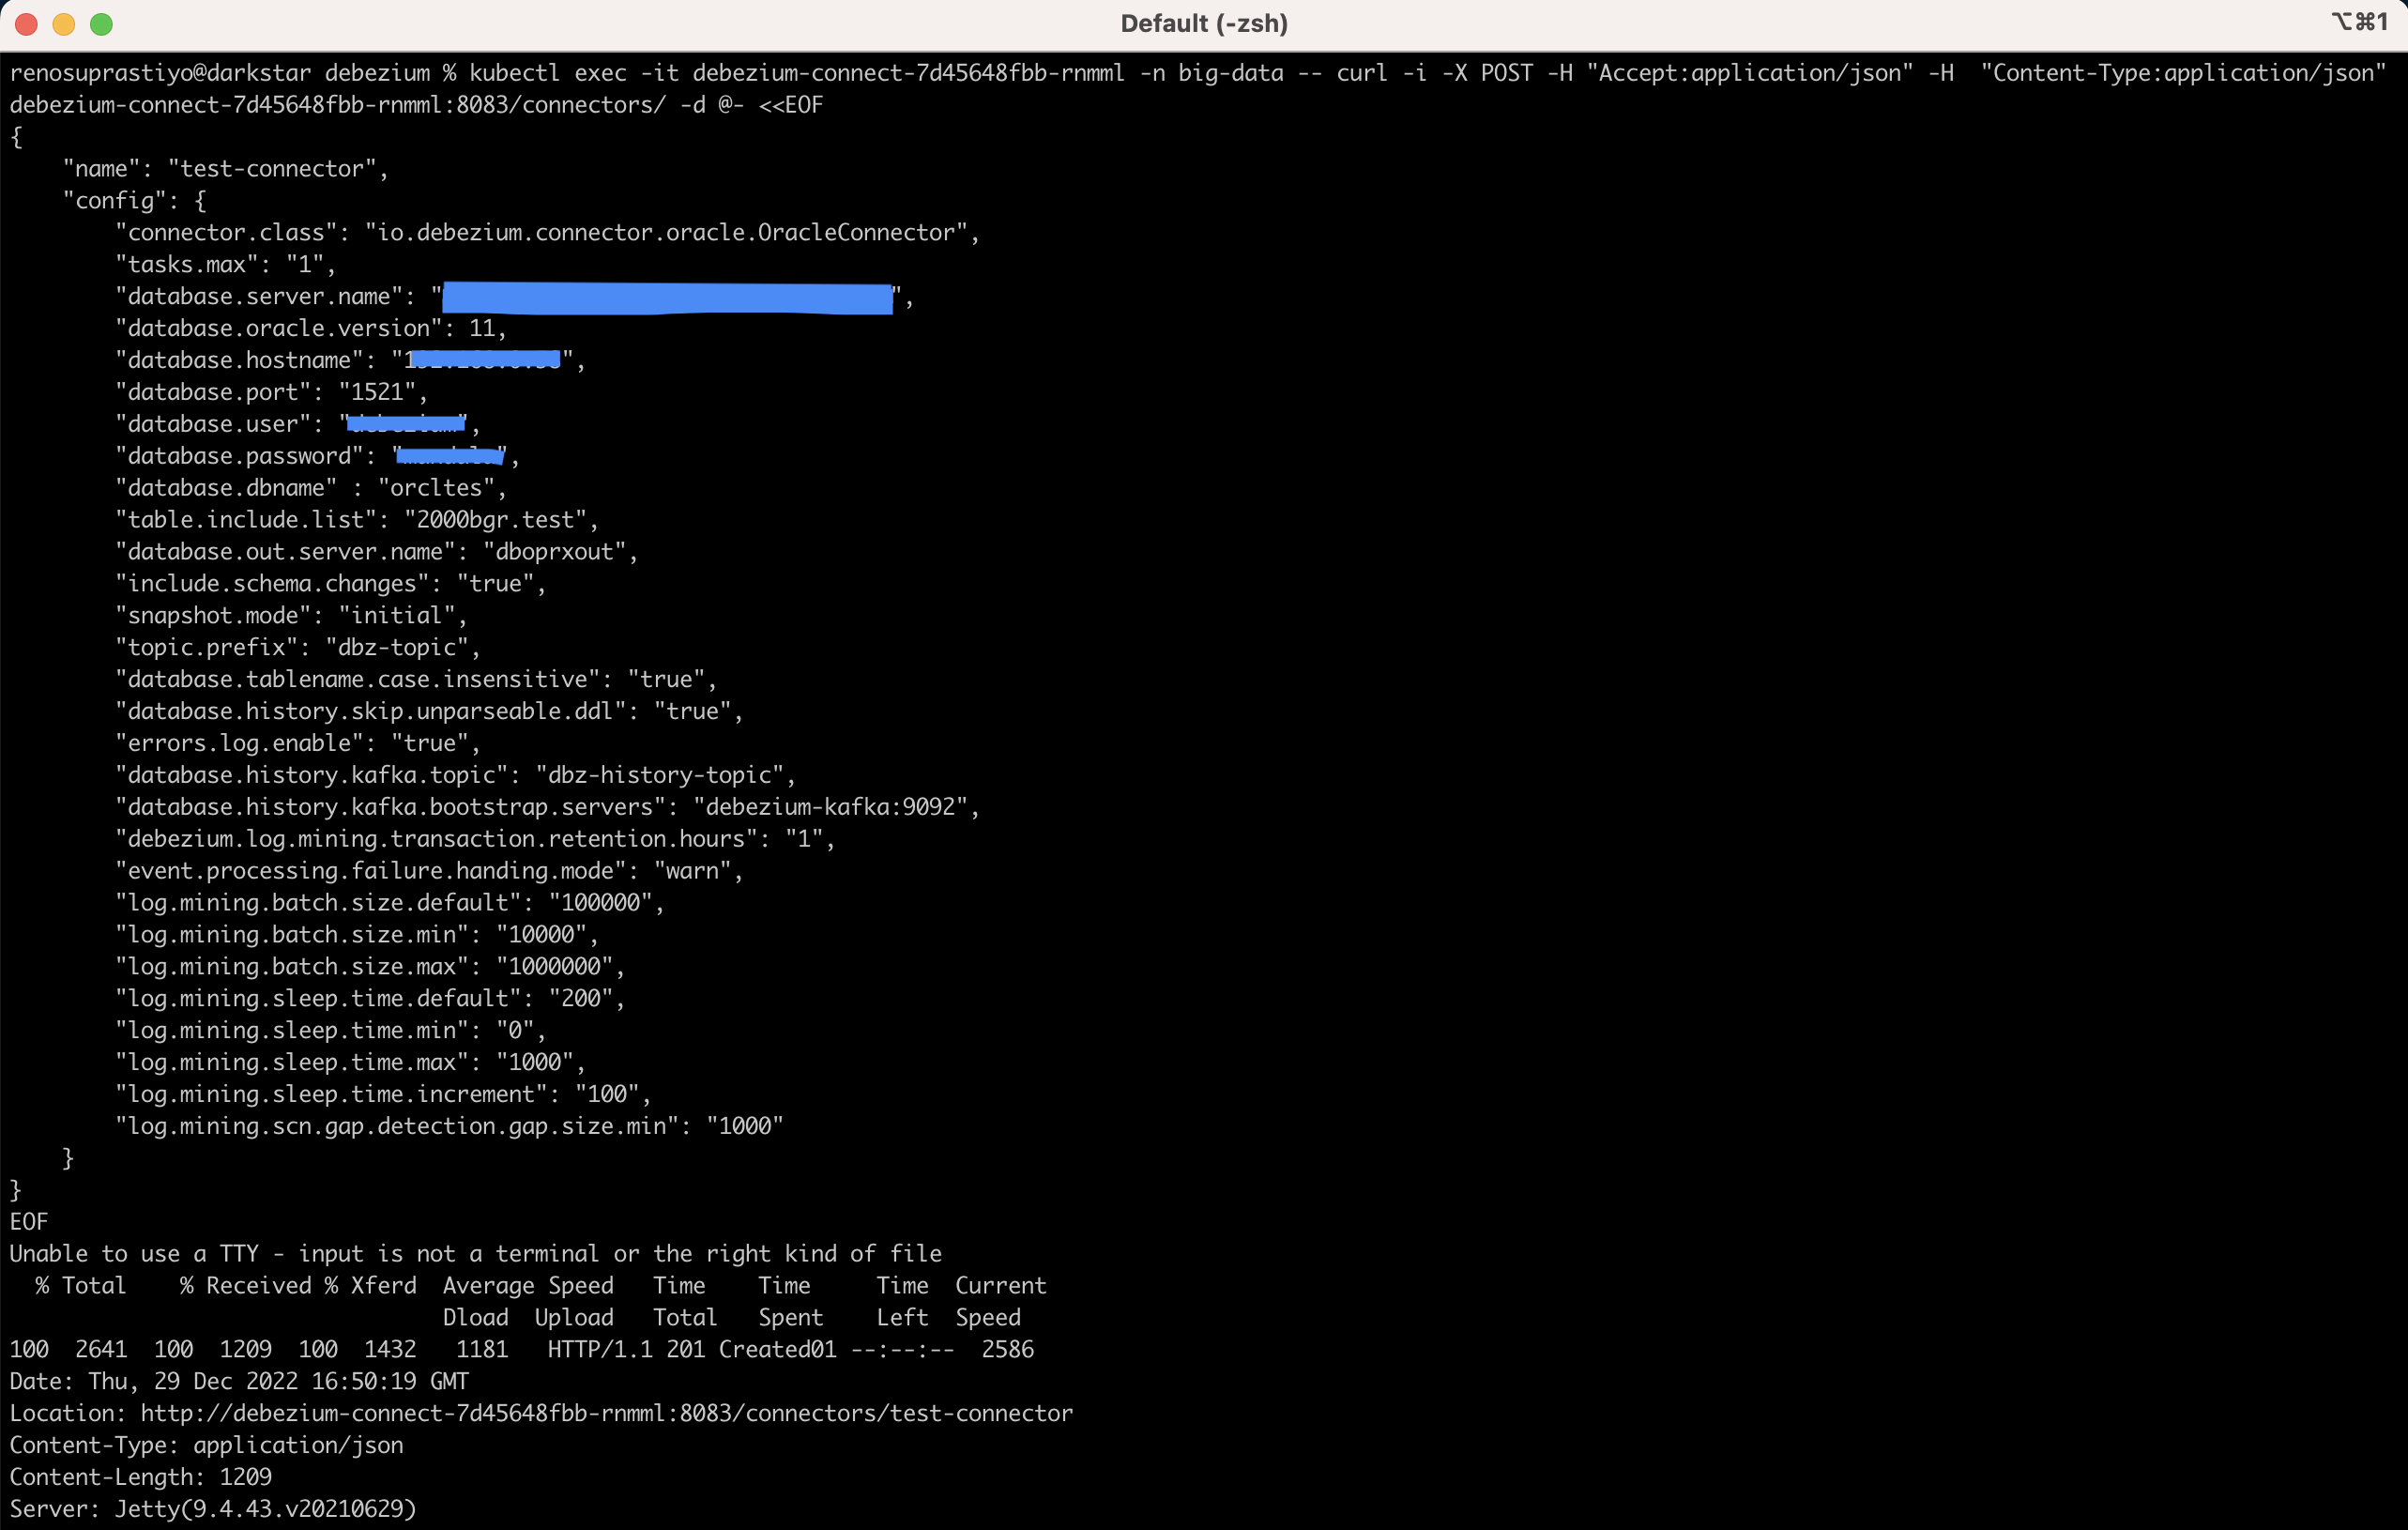 Default (-zsh)
⌥⌘1
renosuprastiyo@darkstar debezium % kubectl exec -it debezium-connect-7d45648fbb-rnmml -n big-data -- curl -i -X POST -H "Accept:application/json" -H  "Content-Type:application/json"
debezium-connect-7d45648fbb-rnmml:8083/connectors/ -d @- <<EOF
{
    "name": "test-connector",
    "config": {
        "connector.class": "io.debezium.connector.oracle.OracleConnector",
        "tasks.max": "1",
        "database.server.name": "",
        "database.oracle.version": 11,
        "database.hostname": "",
        "database.port": "1521",
        "database.user": "",
        "database.password": "",
        "database.dbname" : "orcltes",
        "table.include.list": "2000bgr.test",
        "database.out.server.name": "dboprxout",
        "include.schema.changes": "true",
        "snapshot.mode": "initial",
        "topic.prefix": "dbz-topic",
        "database.tablename.case.insensitive": "true",
        "database.history.skip.unparseable.ddl": "true",
        "errors.log.enable": "true",
        "database.history.kafka.topic": "dbz-history-topic",
        "database.history.kafka.bootstrap.servers": "debezium-kafka:9092",
        "debezium.log.mining.transaction.retention.hours": "1",
        "event.processing.failure.handing.mode": "warn",
        "log.mining.batch.size.default": "100000",
        "log.mining.batch.size.min": "10000",
        "log.mining.batch.size.max": "1000000",
        "log.mining.sleep.time.default": "200",
        "log.mining.sleep.time.min": "0",
        "log.mining.sleep.time.max": "1000",
        "log.mining.sleep.time.increment": "100",
        "log.mining.scn.gap.detection.gap.size.min": "1000"
    }
}
EOF
Unable to use a TTY - input is not a terminal or the right kind of file
  % Total    % Received % Xferd  Average Speed   Time    Time     Time  Current
                                 Dload  Upload   Total   Spent    Left  Speed
100  2641  100  1209  100  1432   1181   HTTP/1.1 201 Created01 --:--:--  2586
Date: Thu, 29 Dec 2022 16:50:19 GMT
Location: http://debezium-connect-7d45648fbb-rnmml:8083/connectors/test-connector
Content-Type: application/json
Content-Length: 1209
Server: Jetty(9.4.43.v20210629)